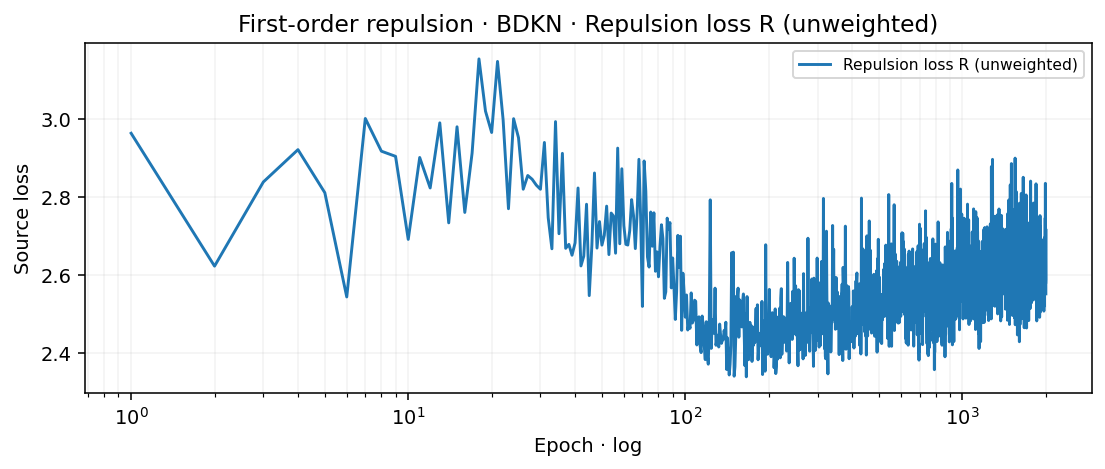 First-order repulsion · BDKN · Repulsion loss R (unweighted)
Repulsion loss R (unweighted)
Source loss
3.0
2.8
2.6
2.4
10⁰ 10¹ 10² 10³
Epoch · log